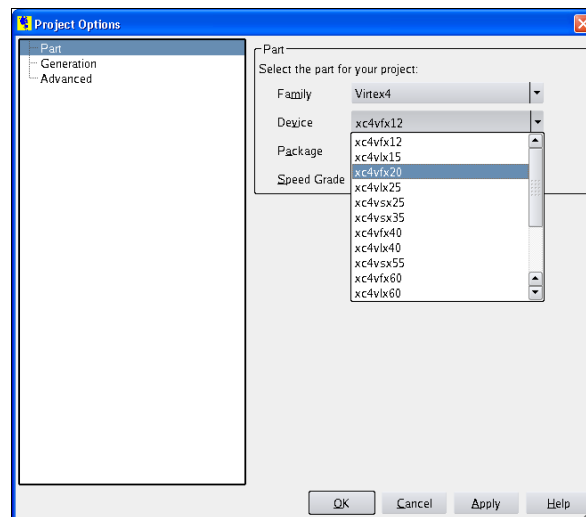 Project Options
Part
Generation
Advanced
Part
Select the part for your project:
Family Virtex4
Device xc4vfx12
Package
Speed Grade
xc4vfx12
xc4vlx15
xc4vfx20
xc4vlx25
xc4vsx25
xc4vsx35
xc4vfx40
xc4vlx40
xc4vsx55
xc4vfx60
xc4vlx60
OK Cancel Apply Help